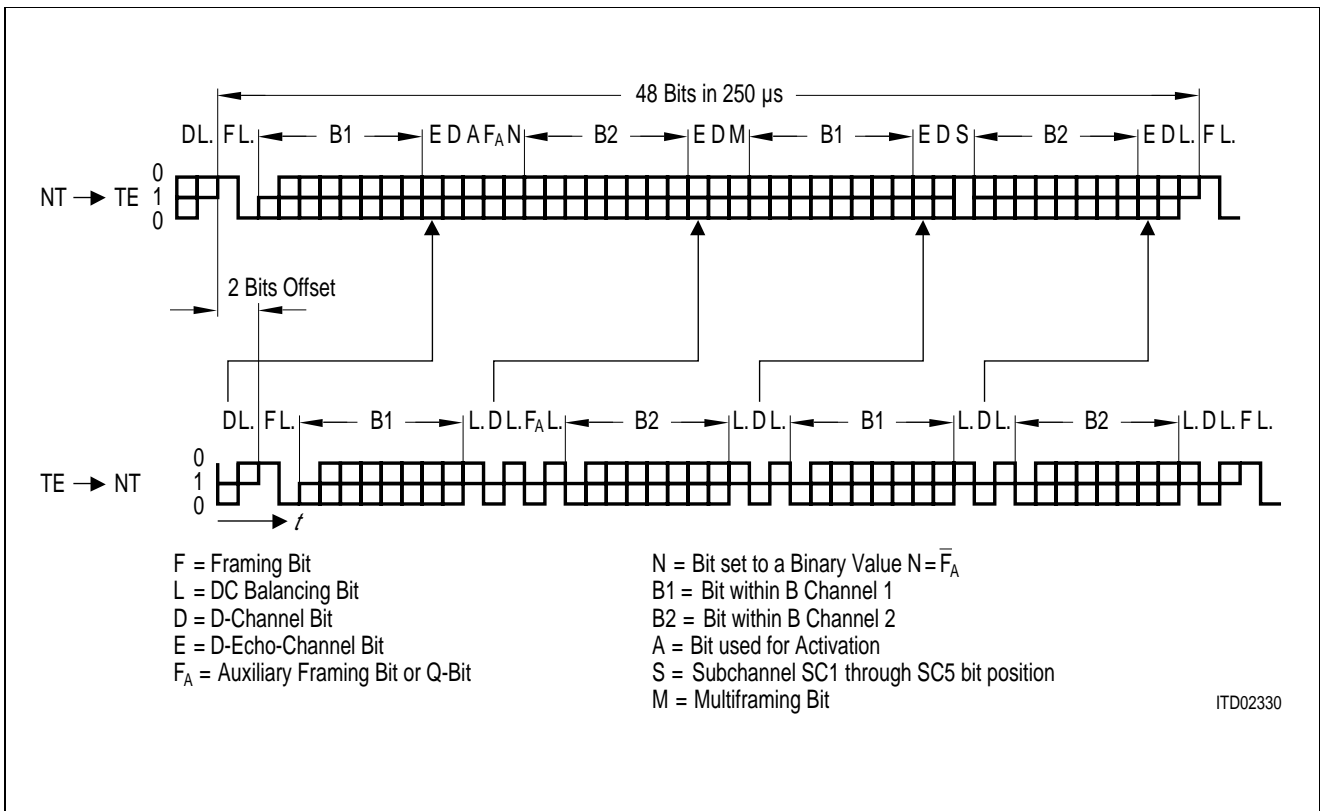 48 Bits in 250 µs
D L. F L. B1 E D A F_A N B2 E D M B1 E D S B2 E D L. F L.
0
NT → TE 1
0
2 Bits Offset
D L. F L. B1 L. D L. F_A L. B2 L. D L. B1 L. D L. B2 L. D L. F L.
0
TE → NT 1
0
t
F = Framing Bit
L = DC Balancing Bit
D = D-Channel Bit
E = D-Echo-Channel Bit
F_A = Auxiliary Framing Bit or Q-Bit
N = Bit set to a Binary Value N = F̅_A
B1 = Bit within B Channel 1
B2 = Bit within B Channel 2
A = Bit used for Activation
S = Subchannel SC1 through SC5 bit position
M = Multiframing Bit
ITD02330